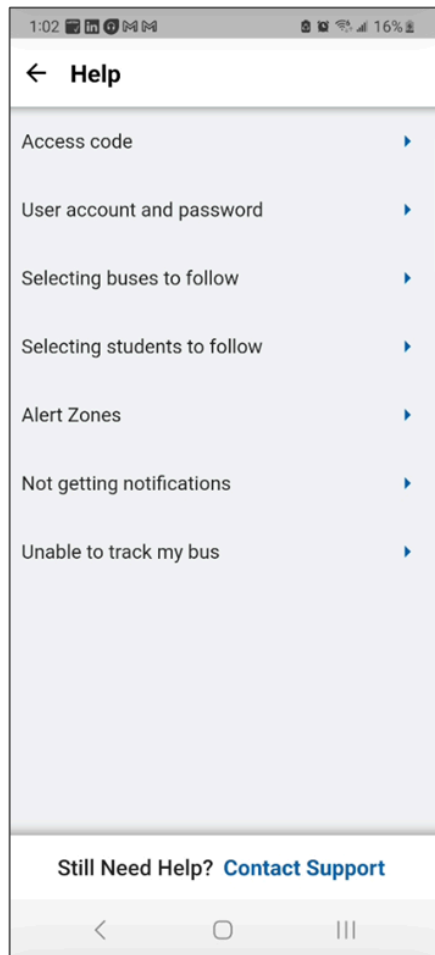 1:02 16%
Help
Access code
User account and password
Selecting buses to follow
Selecting students to follow
Alert Zones
Not getting notifications
Unable to track my bus
Still Need Help? Contact Support